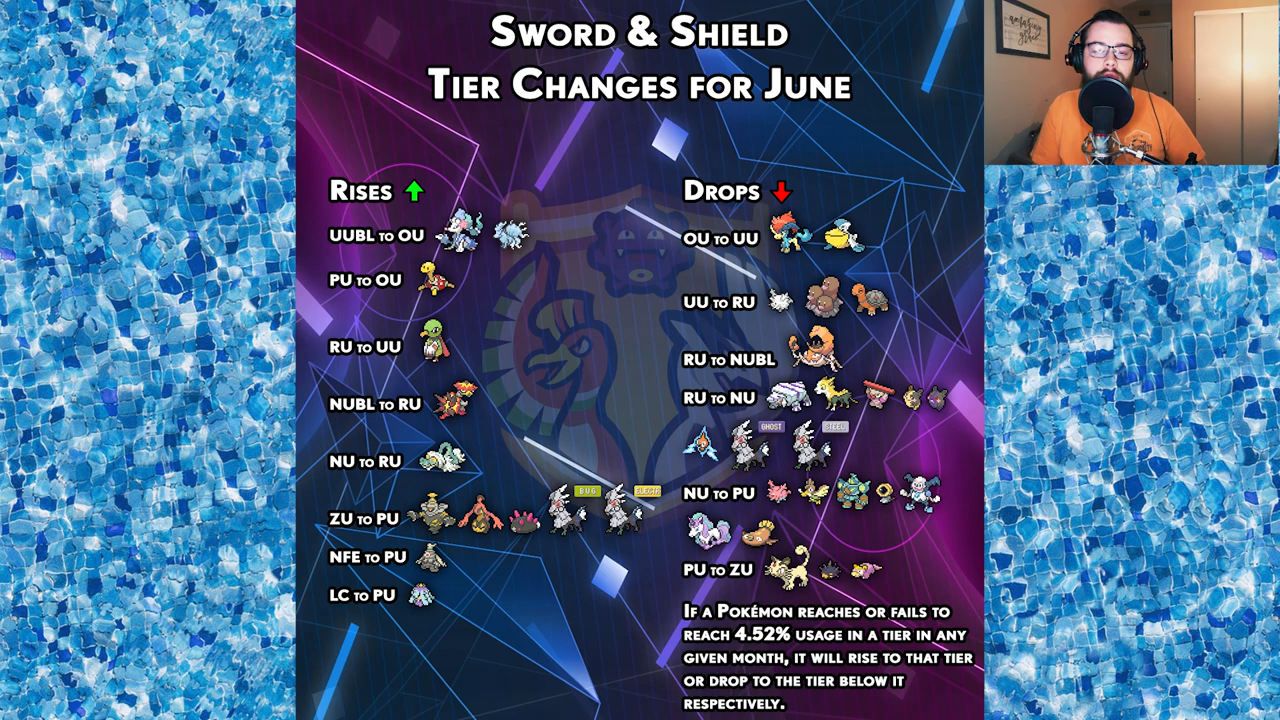 Sword & Shield
Tier Changes for June
Rises
UUBL to OU
PU to OU
RU to UU
NUBL to RU
NU to RU
BUG
ELECTR
ZU to PU
NFE to PU
LC to PU
Drops
OU to UU
UU to RU
RU to NUBL
RU to NU
GHOST
STEEL
NU to PU
PU to ZU
If a Pokémon reaches or fails to
reach 4.52% usage in a tier in any
given month, it will rise to that tier
or drop to the tier below it
respectively.
amazing
grace